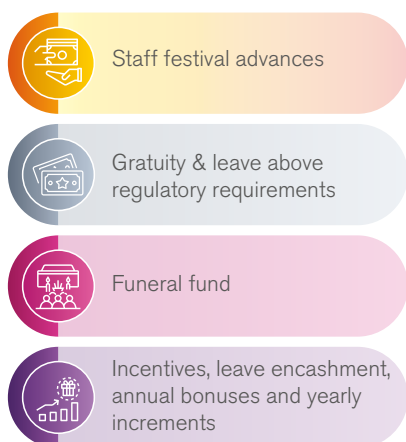 Staff festival advances
Gratuity & leave above
regulatory requirements
Funeral fund
Incentives, leave encashment,
annual bonuses and yearly
increments